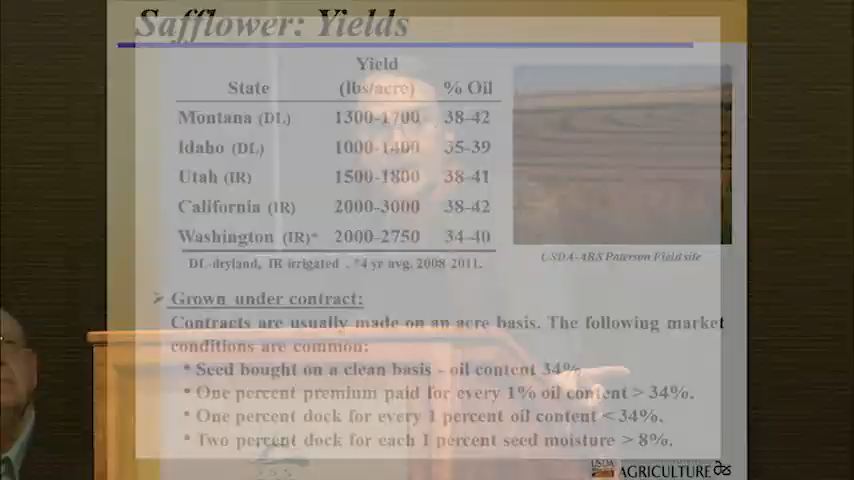 Safflower: Yields
Yield
State (lbs/acre) % Oil
Montana (DL) 1300-1700 38-42
Idaho (DL) 1000-1400 35-39
Utah (IR) 1500-1800 38-41
California (IR) 2000-3000 38-42
Washington (IR)* 2000-2750 34-40
DL-dryland, IR-irrigated . *4 yr avg. 2008-2011.
USDA-ARS Paterson Field site
➤ Grown under contract:
Contracts are usually made on an acre basis. The following market
conditions are common:
• Seed bought on a clean basis - oil content 34%.
• One percent premium paid for every 1% oil content > 34%.
• One percent dock for every 1 percent oil content < 34%.
• Two percent dock for each 1 percent seed moisture > 8%.
USDA AGRICULTURE